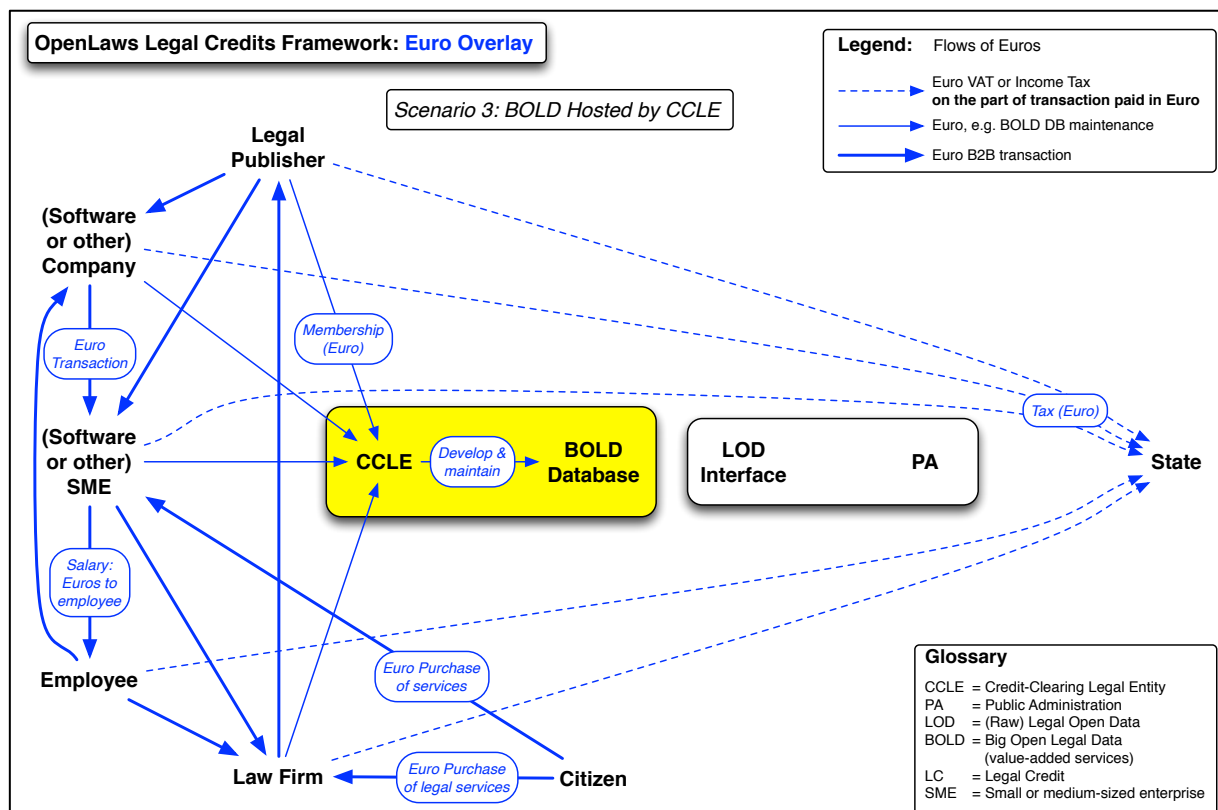 OpenLaws Legal Credits Framework: Euro Overlay
Legend: Flows of Euros
Euro VAT or Income Tax
on the part of transaction paid in Euro
Euro, e.g. BOLD DB maintenance
Euro B2B transaction
Scenario 3: BOLD Hosted by CCLE
Legal
Publisher
(Software
or other)
Company
Euro
Transaction
Membership
(Euro)
Tax (Euro)
(Software
or other)
SME
CCLE
Develop &
maintain
BOLD
Database
LOD
Interface
PA
State
Salary:
Euros to
employee
Employee
Euro Purchase
of services
Law Firm
Euro Purchase
of legal services
Citizen
Glossary
CCLE = Credit-Clearing Legal Entity
PA = Public Administration
LOD = (Raw) Legal Open Data
BOLD = Big Open Legal Data
(value-added services)
LC = Legal Credit
SME = Small or medium-sized enterprise